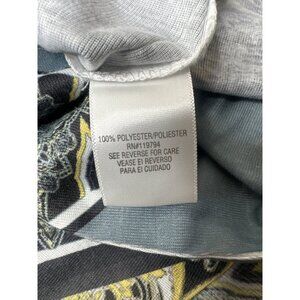 100% POLYESTER/POLIESTER
RN#119794
SEE REVERSE FOR CARE
VEASE El REVERSO
PARA El CUIDADO